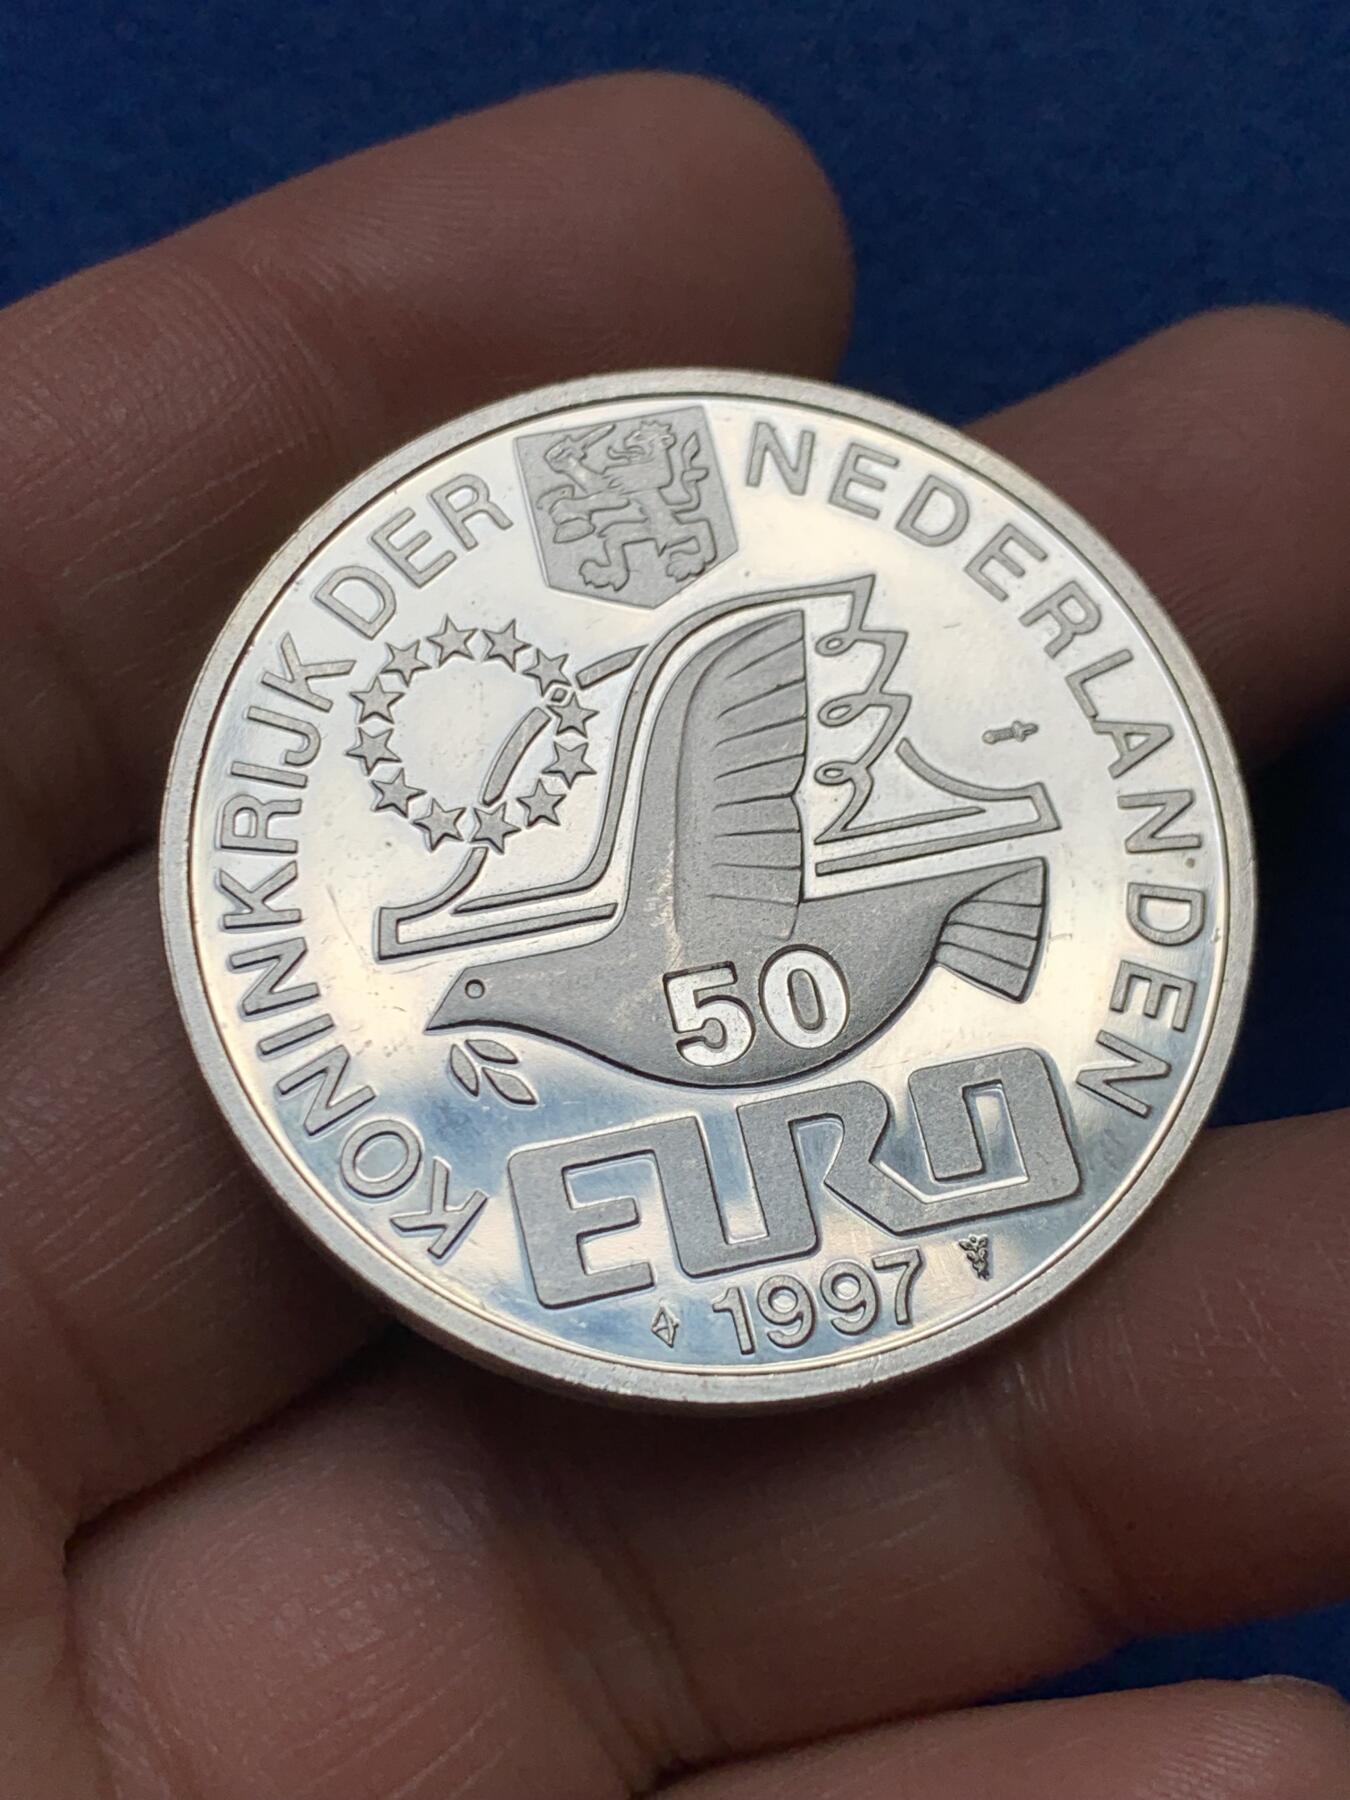 KONINKRIJK DER NEDERLANDEN
50
EURO
1997